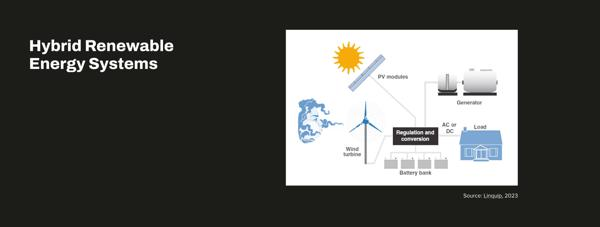 Hybrid Renewable
Energy Systems
PV modules
Generator
AC or
DC
Load
Regulation and
conversion
Wind
turbine
Battery bank
Source: Linquip, 2023